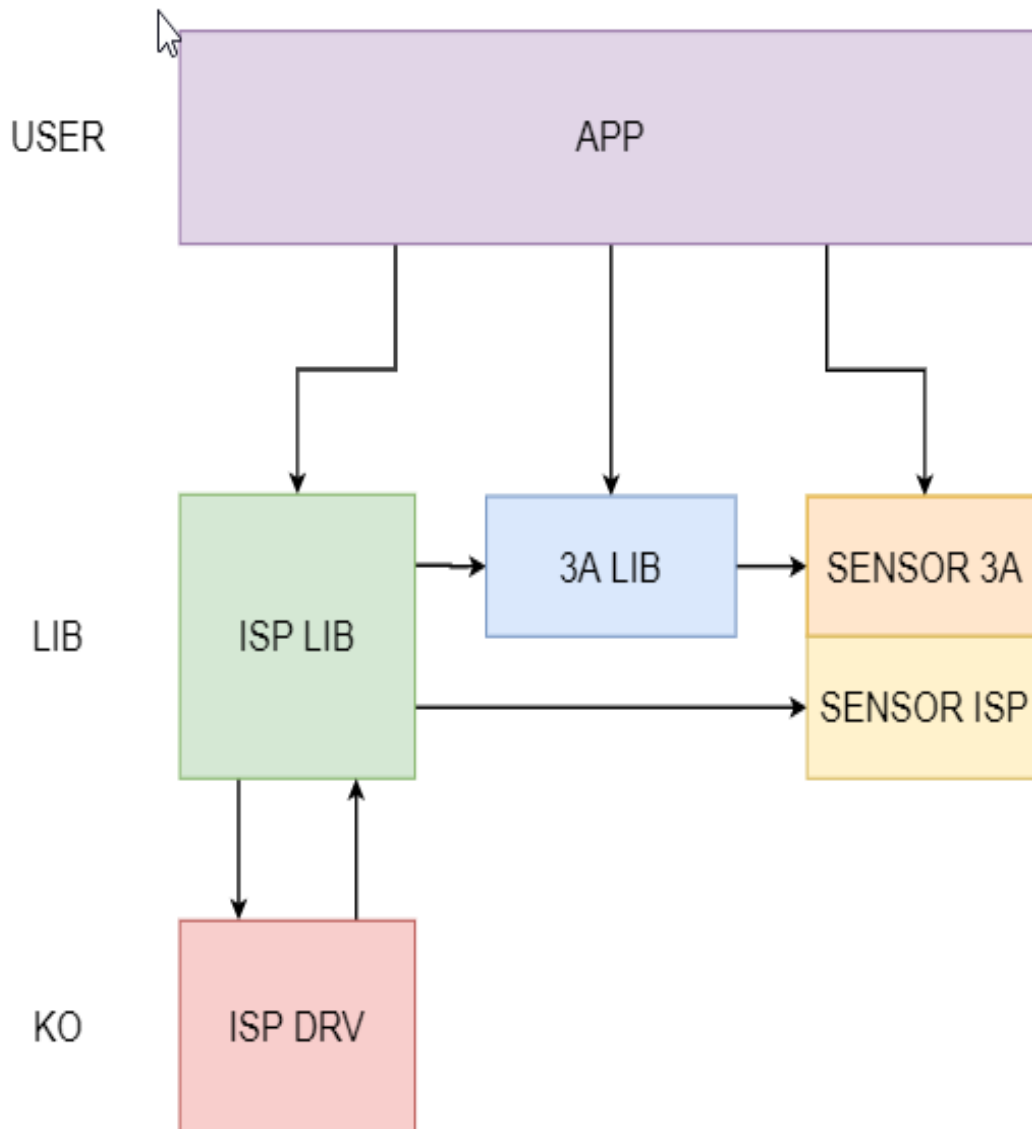 USER
APP
LIB
ISP LIB
3A LIB
SENSOR 3A
SENSOR ISP
KO
ISP DRV